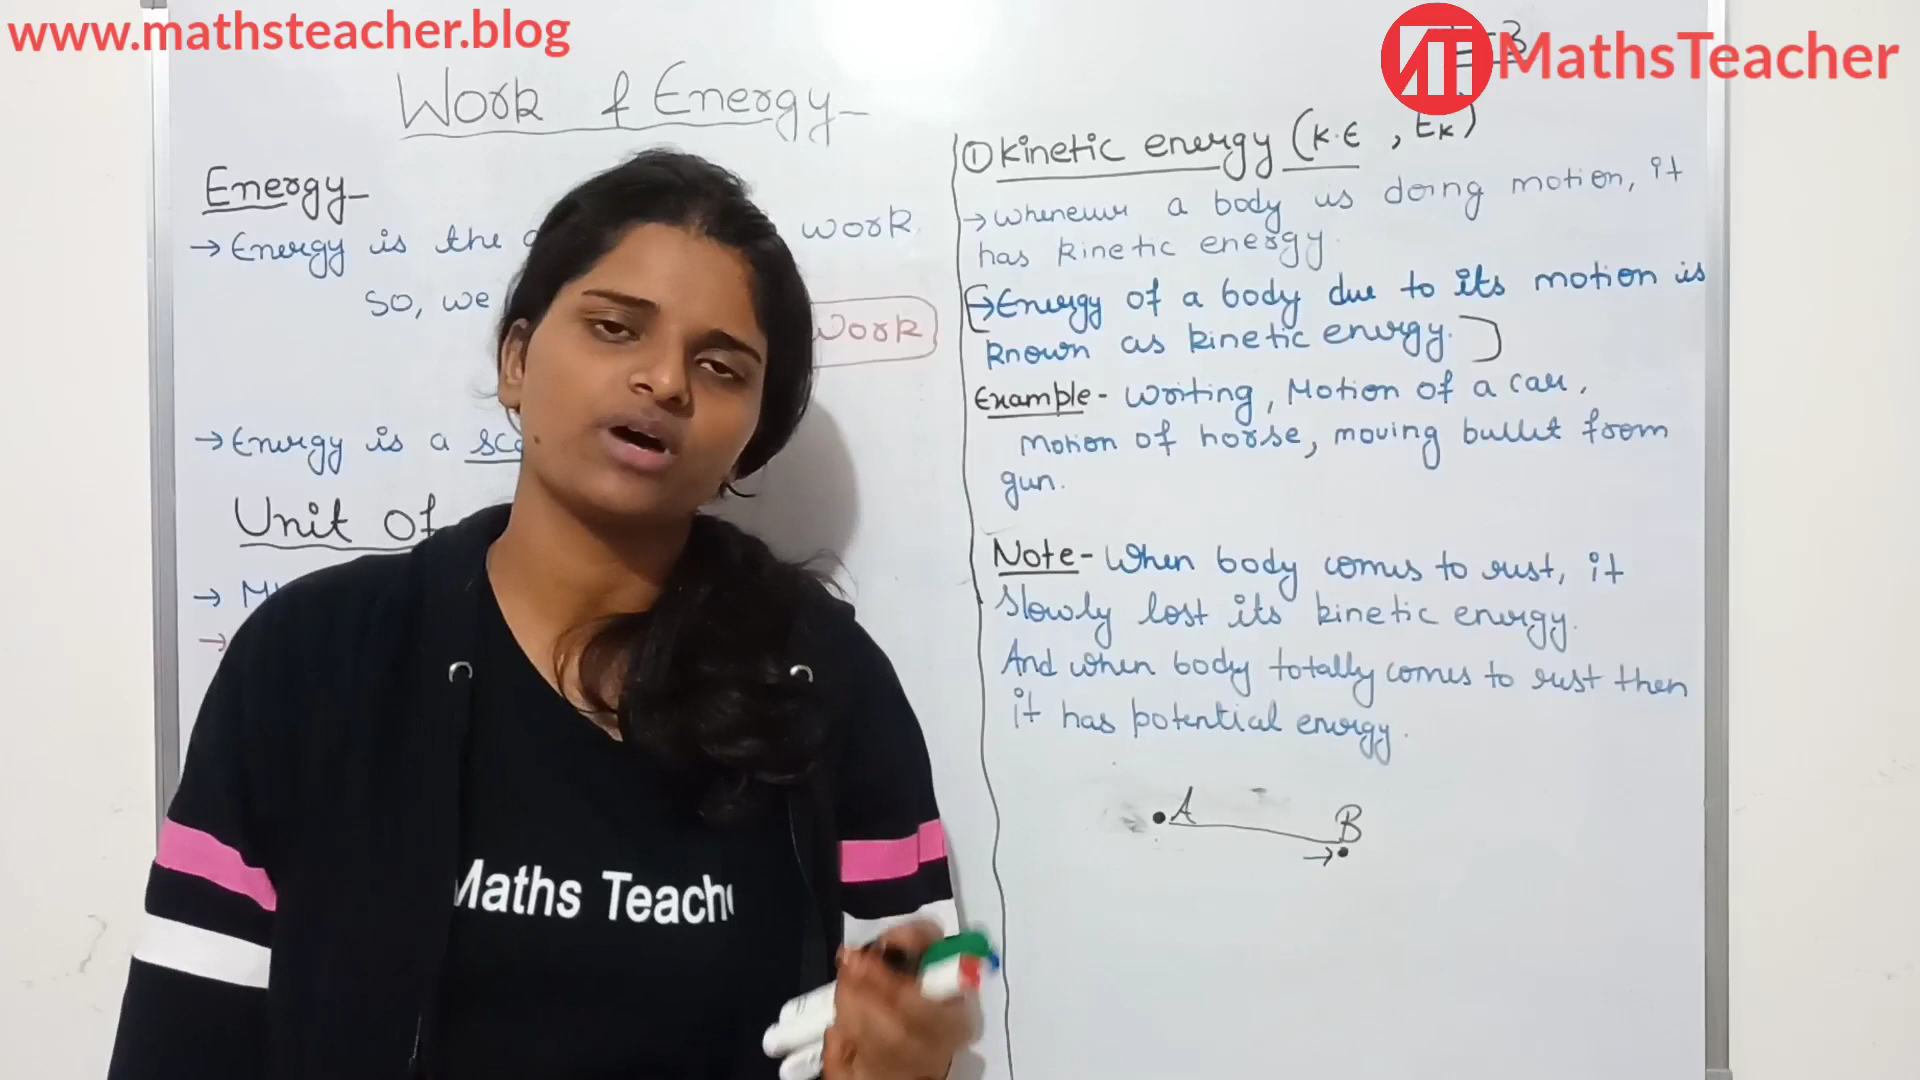 www.mathsteacher.blog
MathsTeacher
Work & Energy
Energy
→ Energy is the work
So, we
Work
→ Energy is a
Unit of
→
→
① Kinetic energy (K.E , EK)
→ Whenever a body is doing motion, it
has kinetic energy.
[→ Energy of a body due to its motion is
known as kinetic energy.]
Example - Writing, Motion of a car,
Motion of horse, moving bullet from
gun.
Note - When body comes to rest, it
slowly lost its kinetic energy.
And when body totally comes to rest then
it has potential energy.
A
B
→
Maths Teach